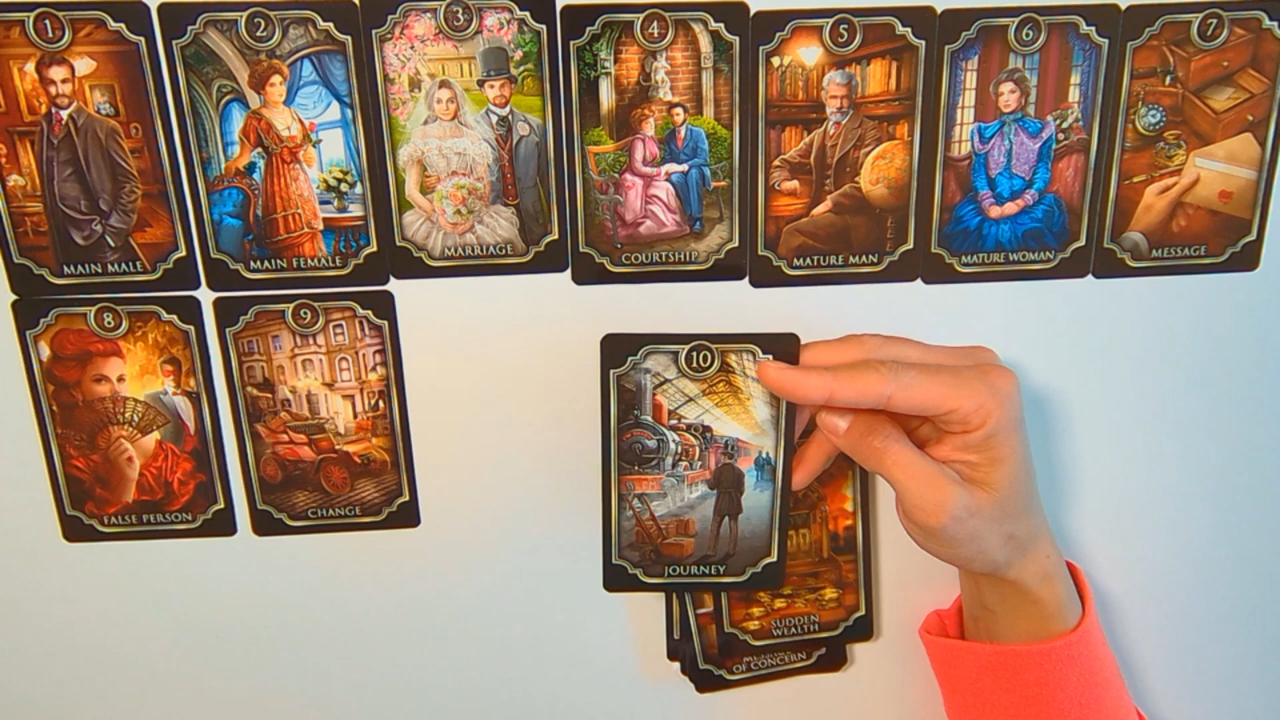 1
MAIN MALE
2
MAIN FEMALE
3
MARRIAGE
4
COURTSHIP
5
MATURE MAN
6
MATURE WOMAN
7
MESSAGE
8
FALSE PERSON
9
CHANGE
10
JOURNEY
SUDDEN
WEALTH
OF CONCERN